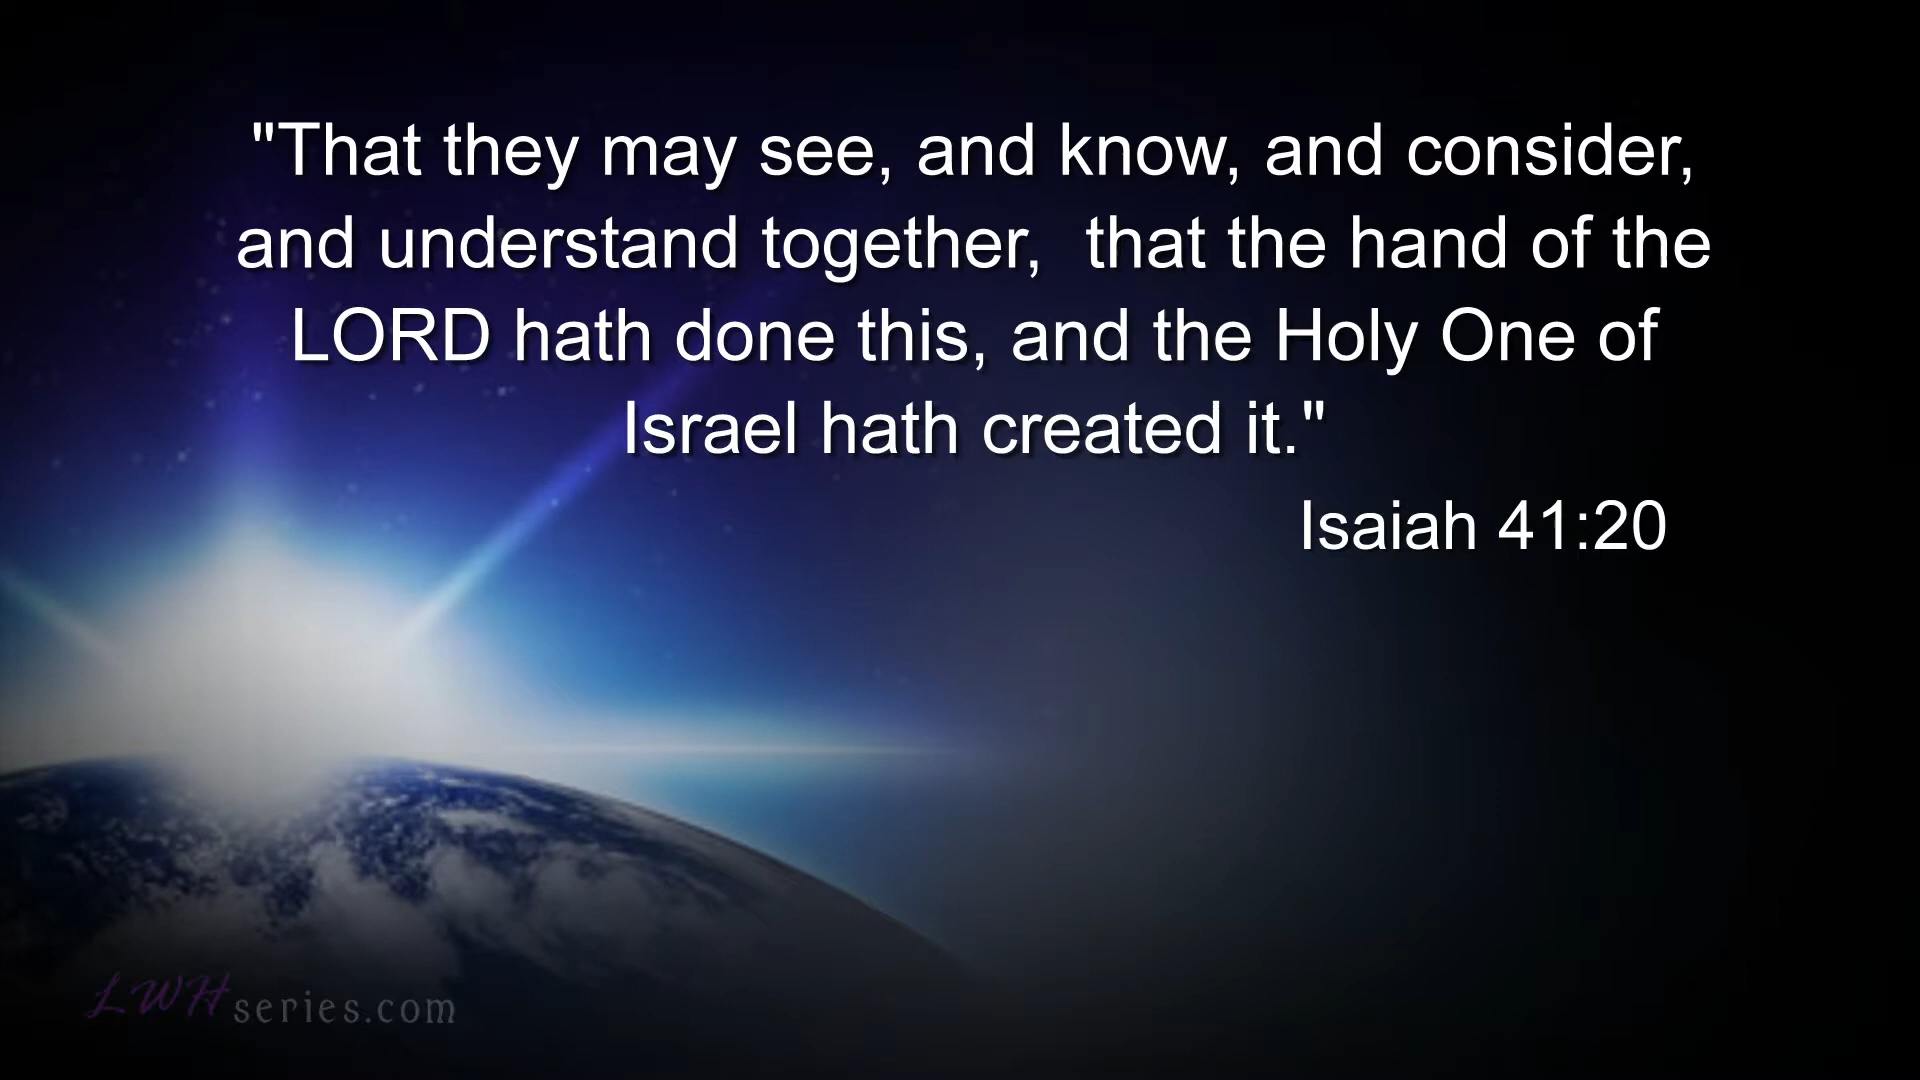 "That they may see, and know, and consider,
and understand together,  that the hand of the
LORD hath done this, and the Holy One of
Israel hath created it."
Isaiah 41:20
LWHseries.com